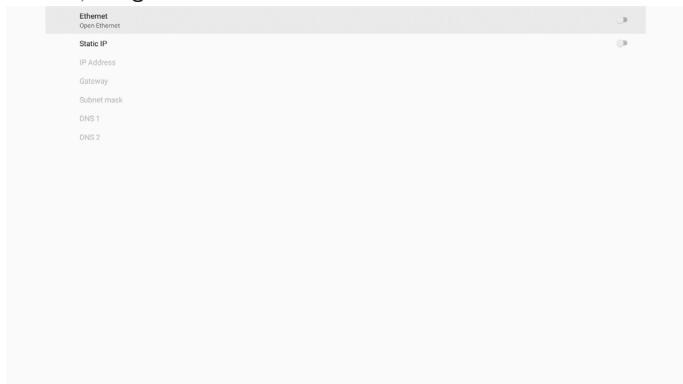 Ethernet
Open Ethernet
Static IP
IP Address
Gateway
Subnet mask
DNS 1
DNS 2